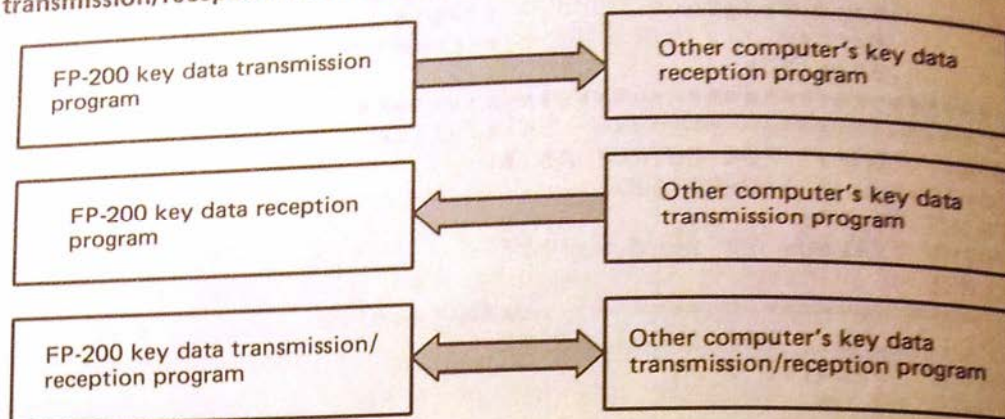 transmission/
FP-200 key data transmission
program
Other computer's key data
reception program
FP-200 key data reception
program
Other computer's key data
transmission program
FP-200 key data transmission/
reception program
Other computer's key data
transmission/reception program